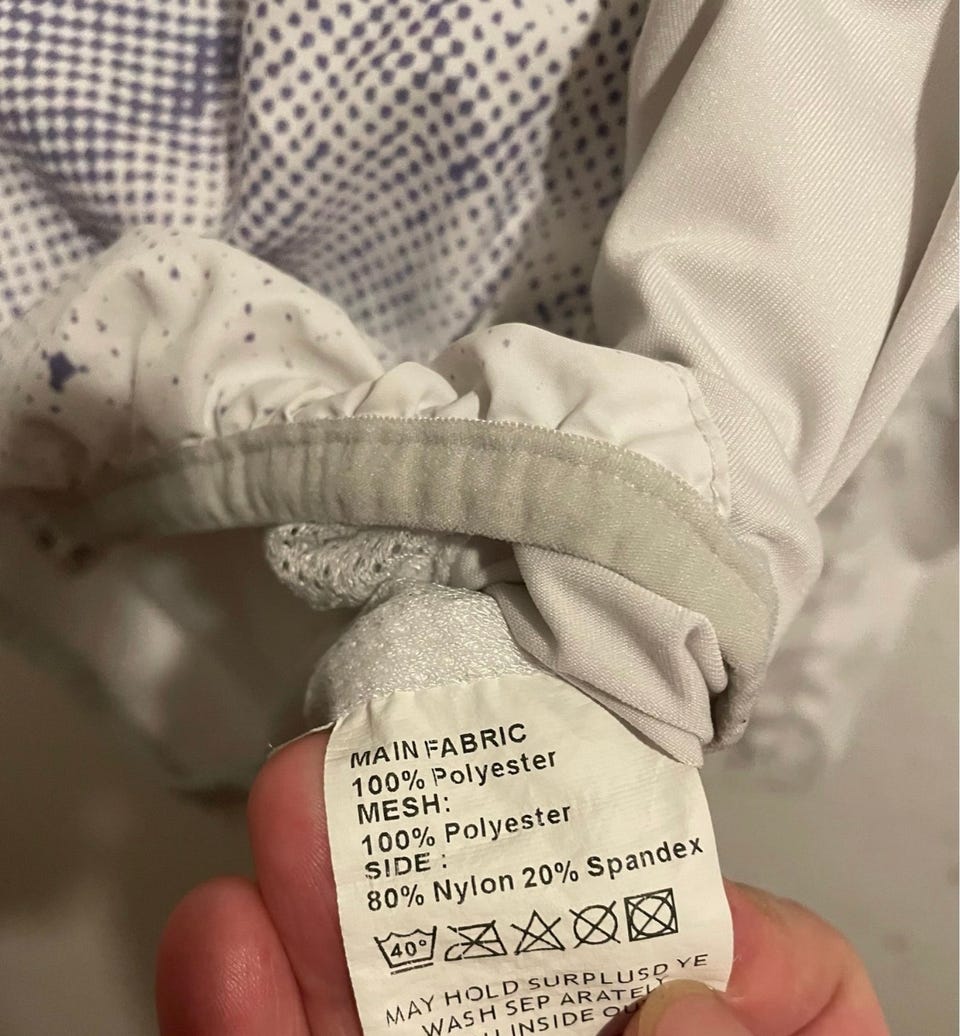 MAIN FABRIC
100% Polyester
MESH:
100% Polyester
SIDE :
80% Nylon 20% Spandex
40°
MAY HOLD SURPLUSD YE
WASH SEP ARATELY
INSIDE